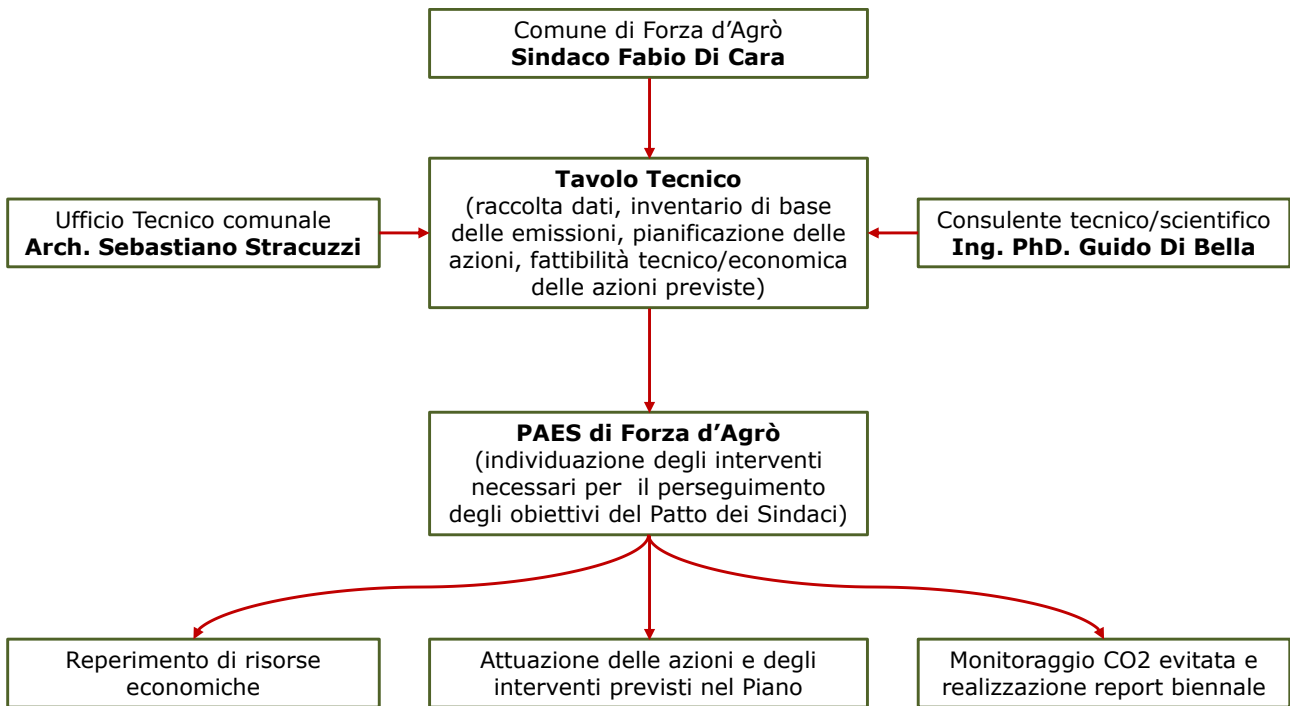 Comune di Forza d'Agrò
Sindaco Fabio Di Cara
Tavolo Tecnico
(raccolta dati, inventario di base
delle emissioni, pianificazione delle
azioni, fattibilità tecnico/economica
delle azioni previste)
Ufficio Tecnico comunale
Arch. Sebastiano Stracuzzi
Consulente tecnico/scientifico
Ing. PhD. Guido Di Bella
PAES di Forza d'Agrò
(individuazione degli interventi
necessari per il perseguimento
degli obiettivi del Patto dei Sindaci)
Reperimento di risorse
economiche
Attuazione delle azioni e degli
interventi previsti nel Piano
Monitoraggio CO2 evitata e
realizzazione report biennale